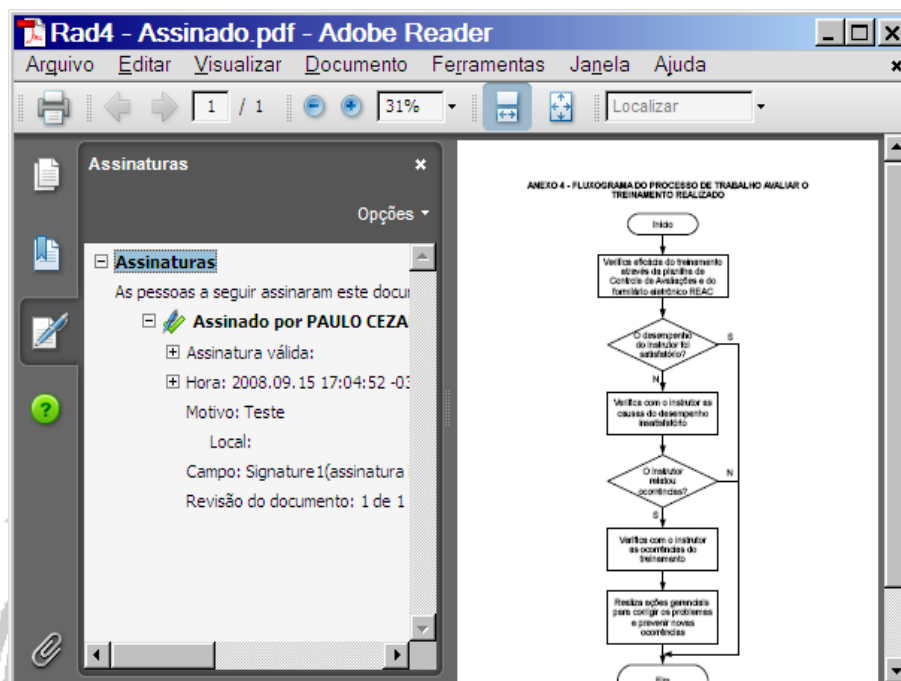 Rad4 - Assinado.pdf - Adobe Reader
Arquivo Editar Visualizar Documento Ferramentas Janela Ajuda
1 / 1 31% Localizar
Assinaturas
Opções
Assinaturas
As pessoas a seguir assinaram este docu
Assinado por PAULO CEZA
Assinatura válida:
Hora: 2008.09.15 17:04:52 -03
Motivo: Teste
Local:
Campo: Signature1(assinatura
Revisão do documento: 1 de 1
ANEXO 4 - FLUXOGRAMA DO PROCESSO DE TRABALHO AVALIAR O
TREINAMENTO REALIZADO
Início
Verifica eficácia do treinamento
através da planilha de
Controle de Avaliações e do
formlário eletrônico REAC
O desempenho
do instrutor foi
satisfatório?
S
N
Verifica com o instrutor as
causas do desempenho
insatisfatório
O instrutor
relatou
ocorrências?
N
S
Verifica com o instrutor
as ocorrências do
treinamento
Realiza ações gerenciais
para corrigir os problemas
e prevenir novas
ocorrências